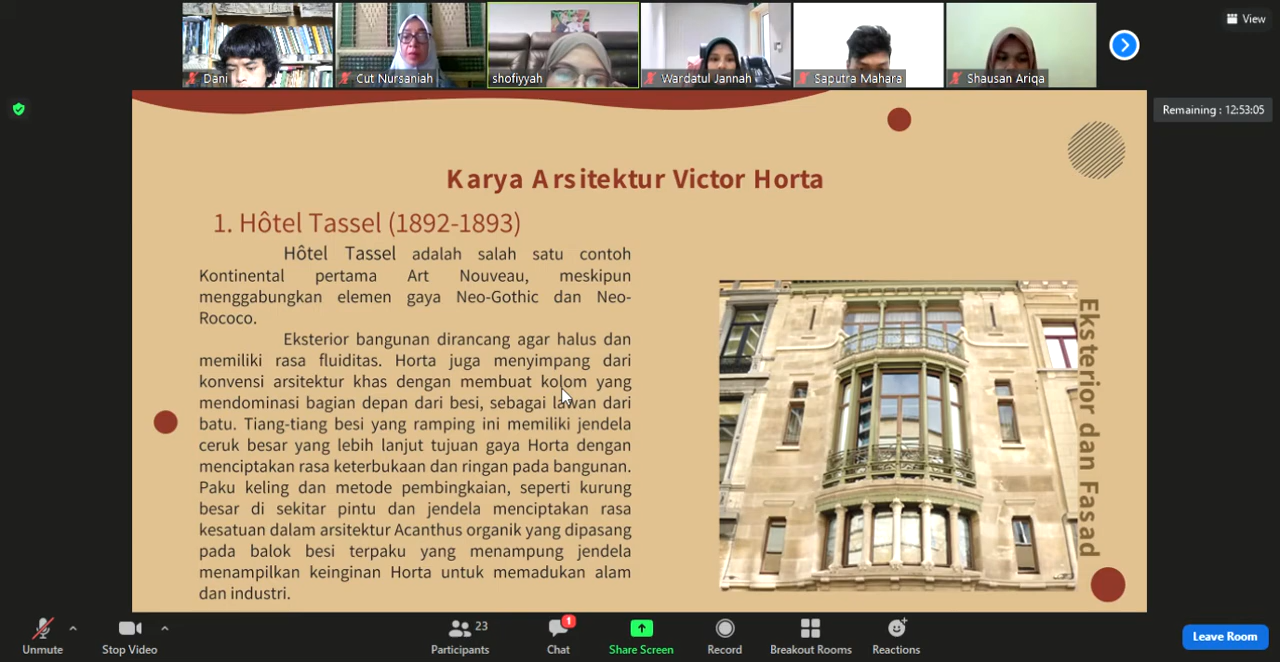 View
Dani
Cut Nursaniah
shofiyyah
Wardatul Jannah
Saputra Mahara
Shausan Ariqa
Remaining : 12:53:05
Karya Arsitektur Victor Horta
1. Hôtel Tassel (1892-1893)
Hôtel Tassel adalah salah satu contoh
Kontinental pertama Art Nouveau, meskipun
menggabungkan elemen gaya Neo-Gothic dan Neo-
Rococo.
Eksterior bangunan dirancang agar halus dan
memiliki rasa fluiditas. Horta juga menyimpang dari
konvensi arsitektur khas dengan membuat kolom yang
mendominasi bagian depan dari besi, sebagai lawan dari
batu. Tiang-tiang besi yang ramping ini memiliki jendela
ceruk besar yang lebih lanjut tujuan gaya Horta dengan
menciptakan rasa keterbukaan dan ringan pada bangunan.
Paku keling dan metode pembingkaian, seperti kurung
besar di sekitar pintu dan jendela menciptakan rasa
kesatuan dalam arsitektur Acanthus organik yang dipasang
pada balok besi terpaku yang menampung jendela
menampilkan keinginan Horta untuk memadukan alam
dan industri.
Eksterior dan Fasad
Unmute
Stop Video
Participants
23
Chat
1
Share Screen
Record
Breakout Rooms
Reactions
Leave Room